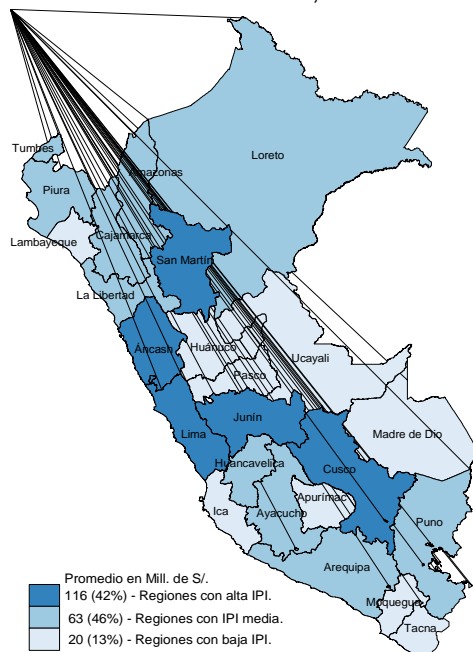 Tumbes
Amazonas
Loreto
Piura
Lambayeque
Cajamarca
San Martín
La Libertad
Áncash
Huánuco
Ucayali
Pasco
Lima
Junín
Madre de Dio
Huancavelica
Cusco
Ica
Ayacucho
Apurímac
Puno
Arequipa
Moquegua
Tacna
Promedio en Mill. de S/.
116 (42%) - Regiones con alta IPI.
63 (46%) - Regiones con IPI media.
20 (13%) - Regiones con baja IPI.